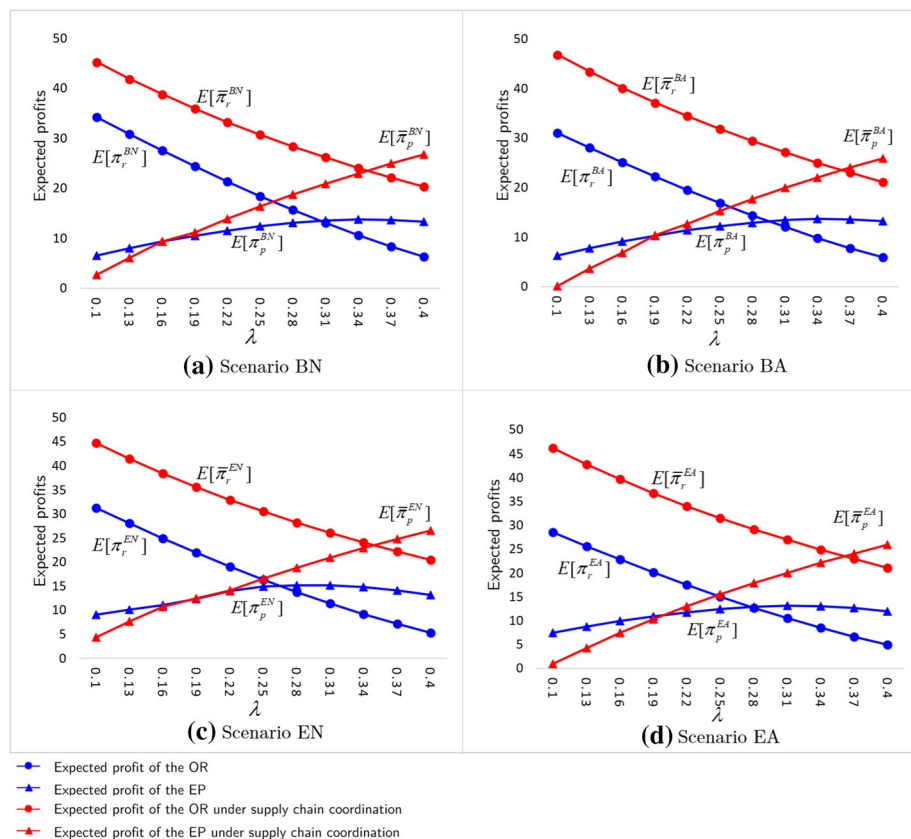 50
40
30
20
10
0
Expected profits
E[π̄_r^{BN}]
E[π_r^{BN}]
E[π̄_p^{BN}]
E[π_p^{BN}]
0.1 0.13 0.16 0.19 0.22 0.25 0.28 0.31 0.34 0.37 0.4
λ
(a) Scenario BN
50
40
30
20
10
0
Expected profits
E[π̄_r^{BA}]
E[π_r^{BA}]
E[π̄_p^{BA}]
E[π_p^{BA}]
0.1 0.13 0.16 0.19 0.22 0.25 0.28 0.31 0.34 0.37 0.4
λ
(b) Scenario BA
50
45
40
35
30
25
20
15
10
5
0
Expected profits
E[π̄_r^{EN}]
E[π_r^{EN}]
E[π̄_p^{EN}]
E[π_p^{EN}]
0.1 0.13 0.16 0.19 0.22 0.25 0.28 0.31 0.34 0.37 0.4
λ
(c) Scenario EN
50
45
40
35
30
25
20
15
10
5
0
Expected profits
E[π̄_r^{EA}]
E[π_r^{EA}]
E[π̄_p^{EA}]
E[π_p^{EA}]
0.1 0.13 0.16 0.19 0.22 0.25 0.28 0.31 0.34 0.37 0.4
λ
(d) Scenario EA
Expected profit of the OR
Expected profit of the EP
Expected profit of the OR under supply chain coordination
Expected profit of the EP under supply chain coordination